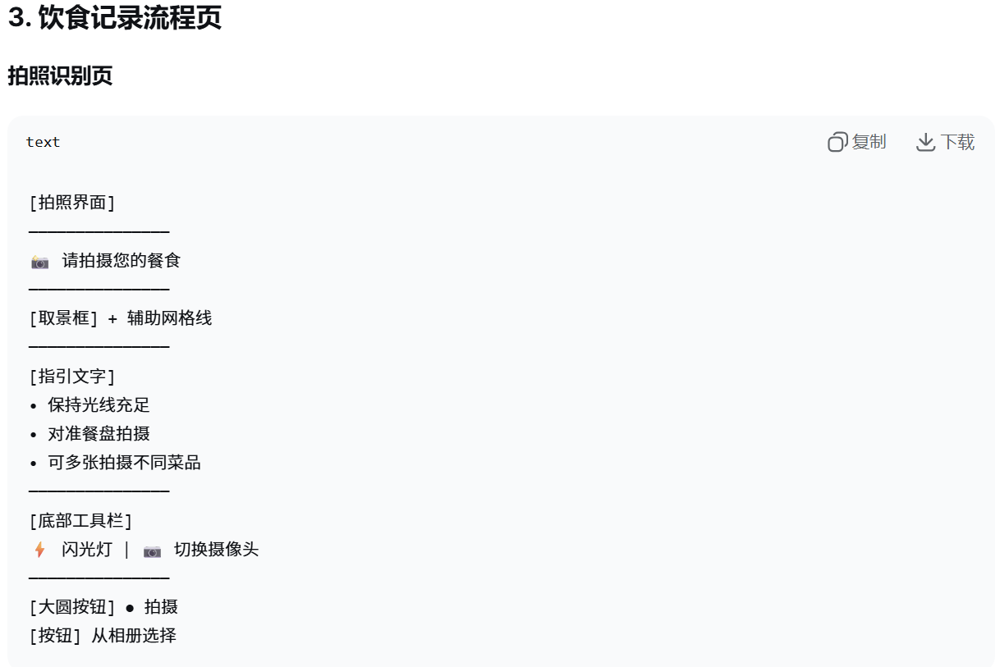 3. 饮食记录流程页
拍照识别页
text
复制
下载
[拍照界面]
———————————————
📸 请拍摄您的餐食
———————————————
[取景框] + 辅助网格线
———————————————
[指引文字]
• 保持光线充足
• 对准餐盘拍摄
• 可多张拍摄不同菜品
———————————————
[底部工具栏]
⚡ 闪光灯 | 📷 切换摄像头
———————————————
[大圆按钮] ● 拍摄
[按钮] 从相册选择